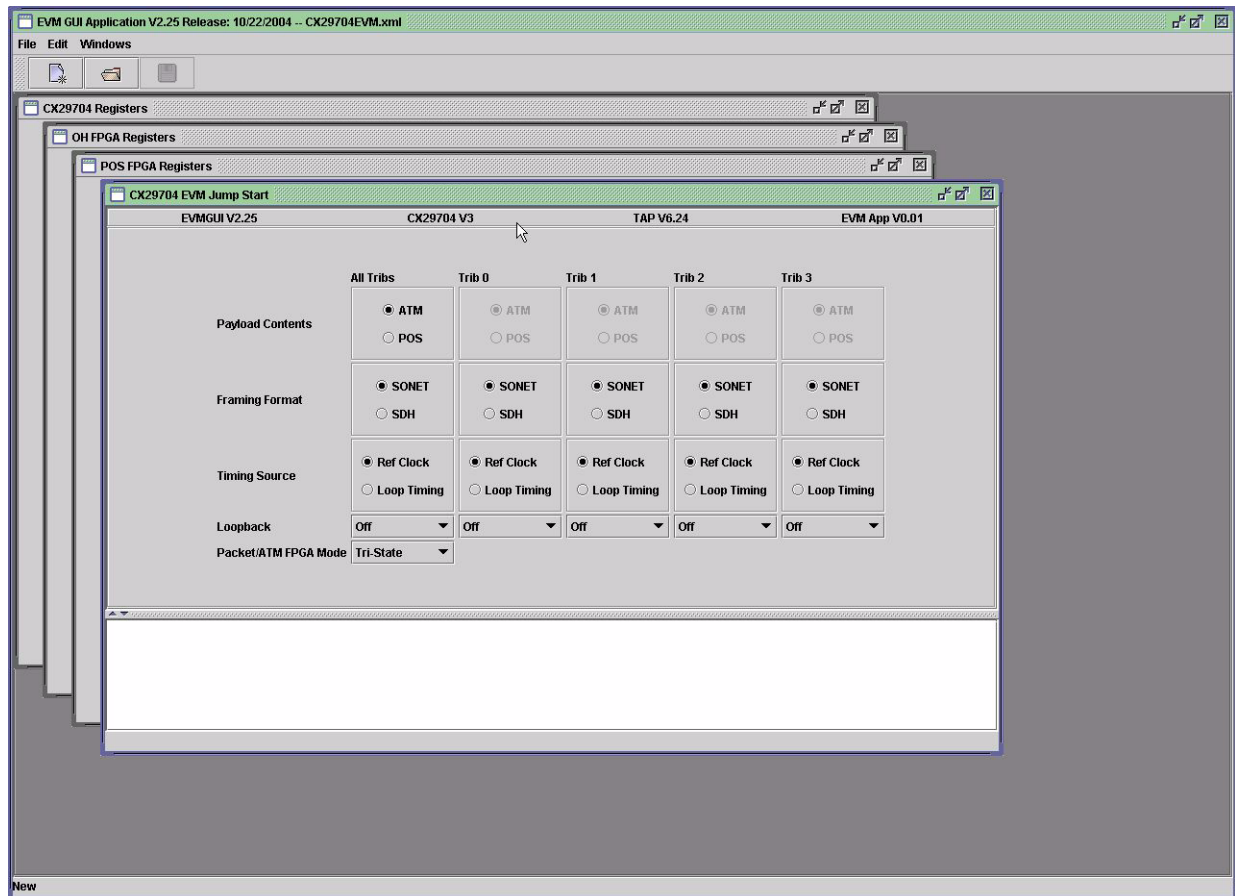 EVM GUI Application V2.25 Release: 10/22/2004 -- CX29704EVM.xml
File Edit Windows
CX29704 Registers
OH FPGA Registers
POS FPGA Registers
CX29704 EVM Jump Start
EVMGUI V2.25 CX29704 V3 TAP V6.24 EVM App V0.01
All Tribs Trib 0 Trib 1 Trib 2 Trib 3
ATM ATM ATM ATM ATM
Payload Contents
POS POS POS POS POS
SONET SONET SONET SONET SONET
Framing Format
SDH SDH SDH SDH SDH
Ref Clock Ref Clock Ref Clock Ref Clock Ref Clock
Timing Source
Loop Timing Loop Timing Loop Timing Loop Timing Loop Timing
Loopback Off Off Off Off Off
Packet/ATM FPGA Mode Tri-State
New